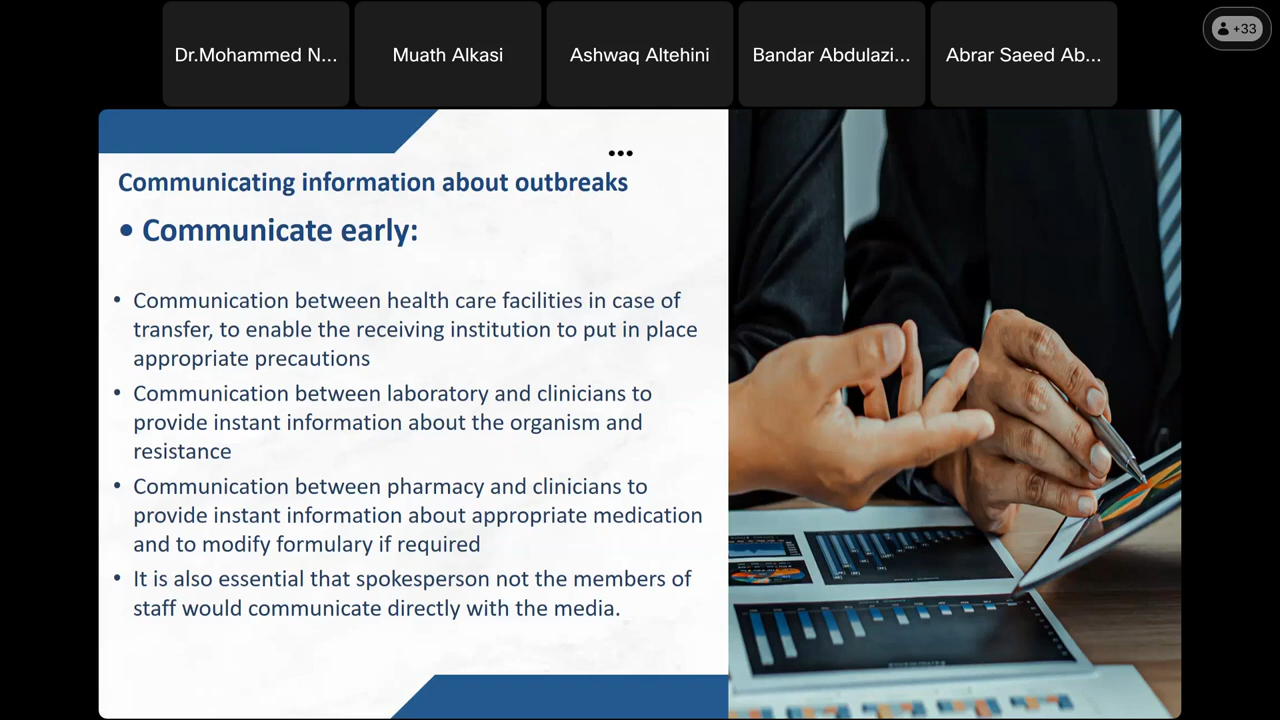 Dr.Mohammed N...
Muath Alkasi
Ashwaq Altehini
Bandar Abdulazi...
Abrar Saeed Ab...
+33
...
Communicating information about outbreaks
• Communicate early:
• Communication between health care facilities in case of
transfer, to enable the receiving institution to put in place
appropriate precautions
• Communication between laboratory and clinicians to
provide instant information about the organism and
resistance
• Communication between pharmacy and clinicians to
provide instant information about appropriate medication
and to modify formulary if required
• It is also essential that spokesperson not the members of
staff would communicate directly with the media.